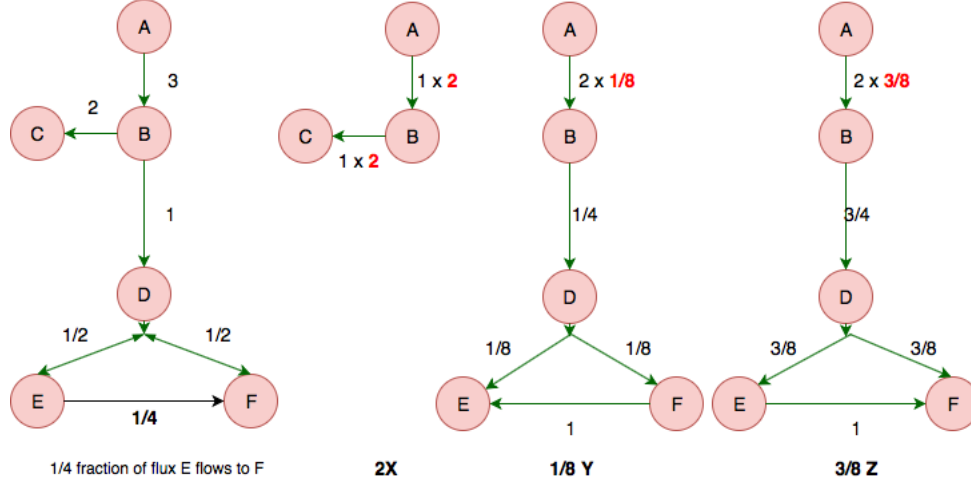 A
A
A
A
3
1 x 2
2 x 1/8
2 x 3/8
2
C
B
C
B
B
B
1 x 2
1
1/4
3/4
D
D
D
1/2
1/2
1/8
1/8
3/8
3/8
E
F
E
F
E
F
1/4
1
1
1/4 fraction of flux E flows to F
2X
1/8 Y
3/8 Z